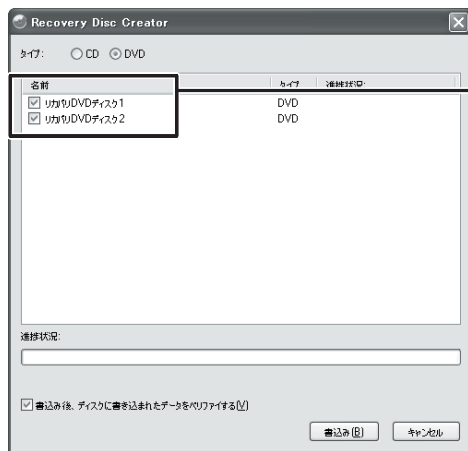 Recovery Disc Creator
タイプ: CD DVD
名前 タイプ 進捗状況:
リカバリDVDディスク1 DVD
リカバリDVDディスク2 DVD
進捗状況:
書込み後、ディスクに書き込まれたデータをベリファイする(V)
書込み(B) キャンセル